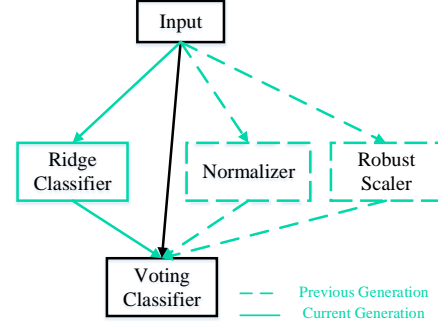 Input
Ridge
Classifier
Normalizer
Robust
Scaler
Voting
Classifier
Previous Generation
Current Generation